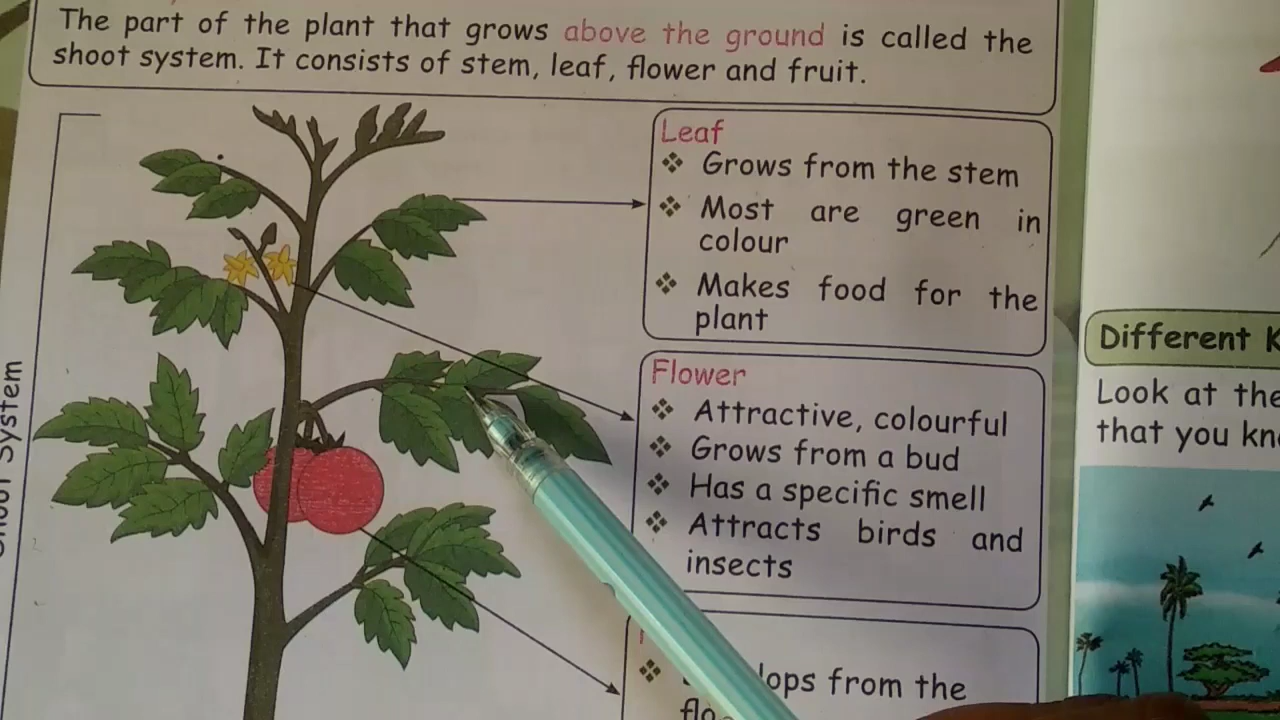 The part of the plant that grows above the ground is called the
shoot system. It consists of stem, leaf, flower and fruit.
Leaf
❖ Grows from the stem
❖ Most are green in
colour
❖ Makes food for the
plant
Flower
❖ Attractive, colourful
❖ Grows from a bud
❖ Has a specific smell
❖ Attracts birds and
insects
from the
System
Different
Look at the
that you